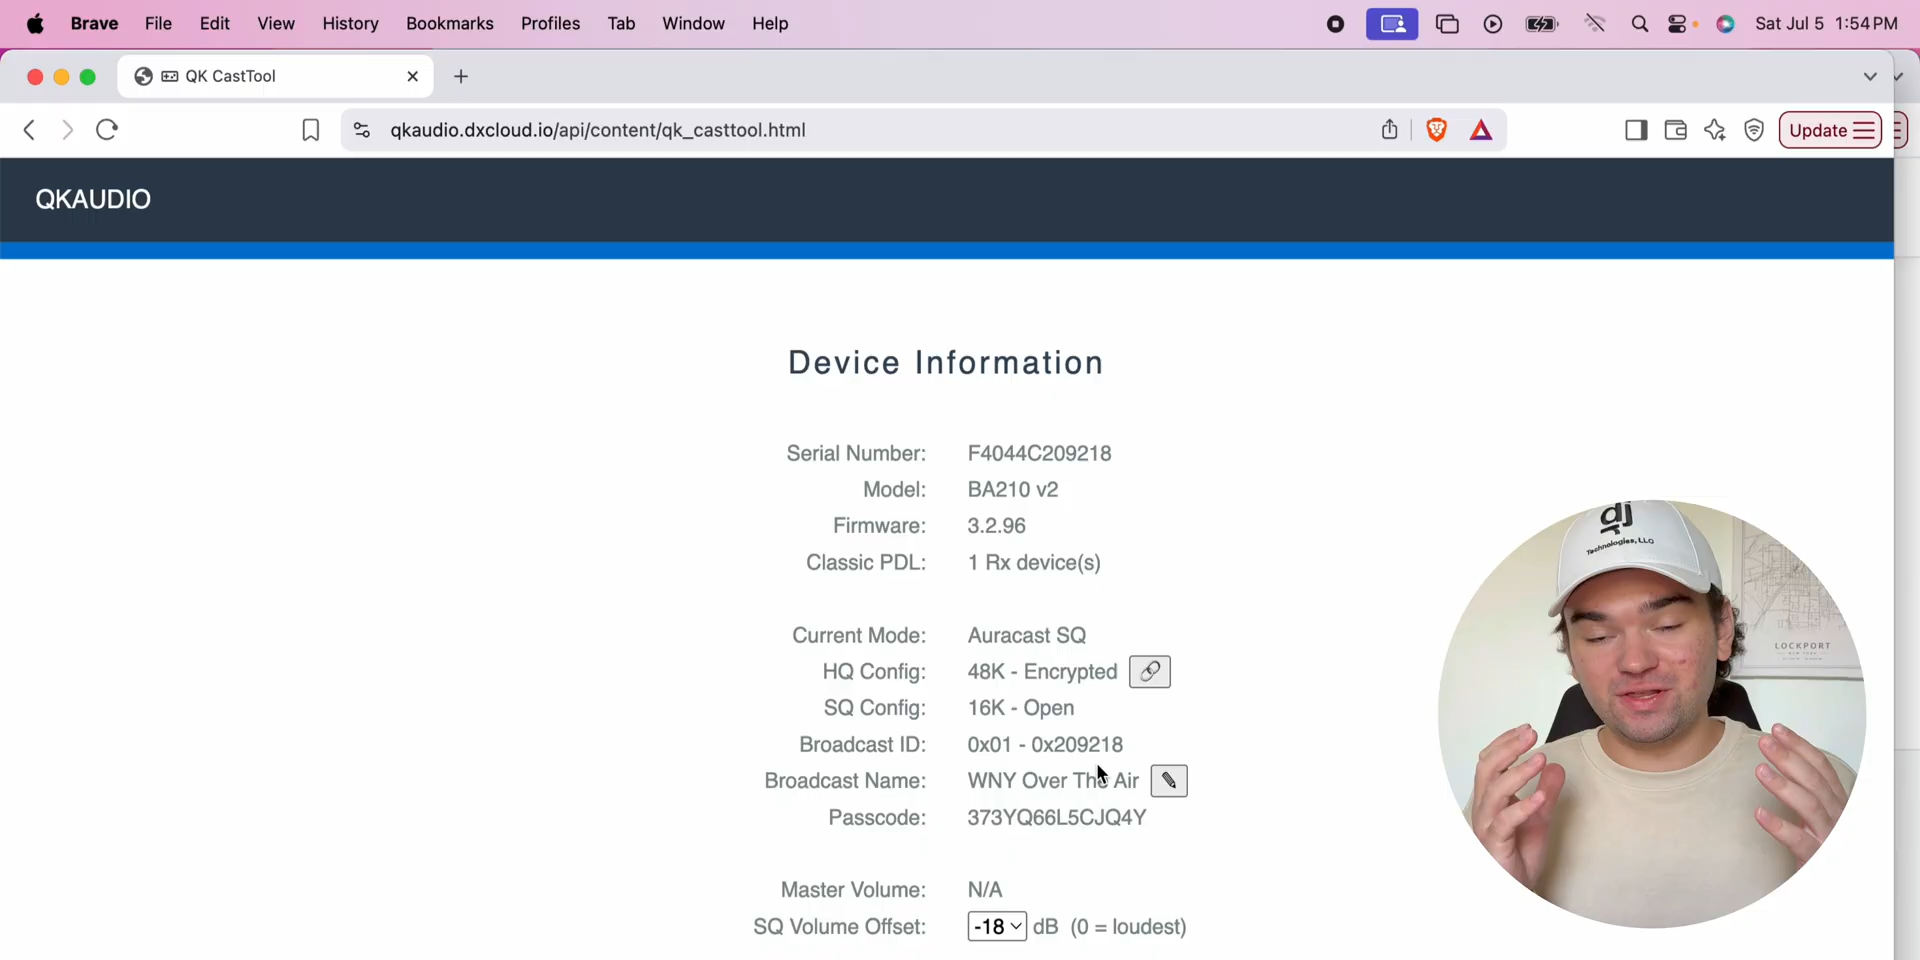 Brave File Edit View History Bookmarks Profiles Tab Window Help Sat Jul 5 1:54 PM
QK CastTool
qkaudio.dxcloud.io/api/content/qk_casttool.html Update
QKAUDIO
Device Information
Serial Number: F4044C209218
Model: BA210 v2
Firmware: 3.2.96
Classic PDL: 1 Rx device(s)
Current Mode: Auracast SQ
HQ Config: 48K - Encrypted
SQ Config: 16K - Open
Broadcast ID: 0x01 - 0x209218
Broadcast Name: WNY Over The Air
Passcode: 373YQ66L5CJQ4Y
Master Volume: N/A
SQ Volume Offset: -18 dB (0 = loudest)
dj
Technologies, LLC
LOCKPORT